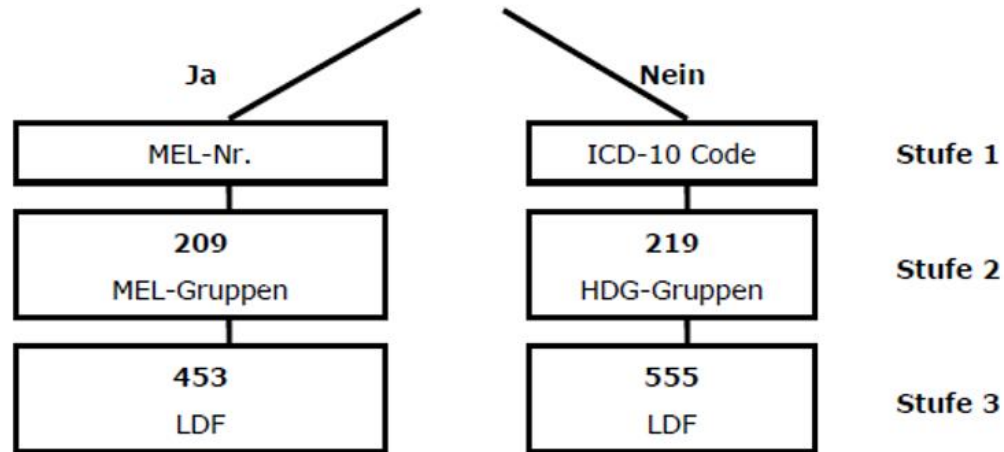 Ja
Nein
MEL-Nr.
ICD-10 Code
Stufe 1
209
MEL-Gruppen
219
HDG-Gruppen
Stufe 2
453
LDF
555
LDF
Stufe 3